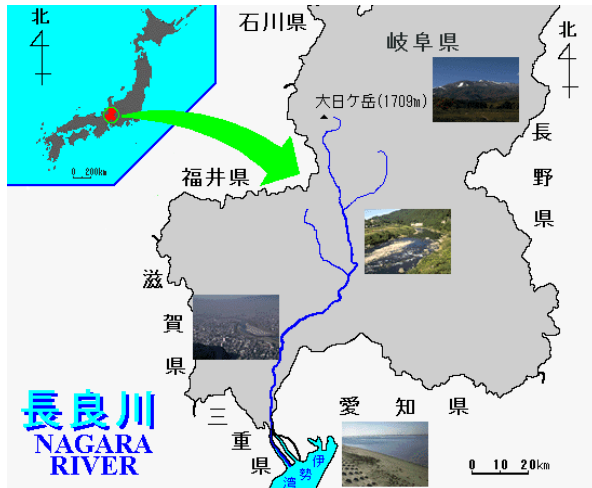 北
0 200km
石川県
岐阜県
北
大日ケ岳(1709m)
長野県
福井県
滋賀県
長良川
NAGARA
RIVER
三重県
愛知県
伊勢湾
0 10 20km